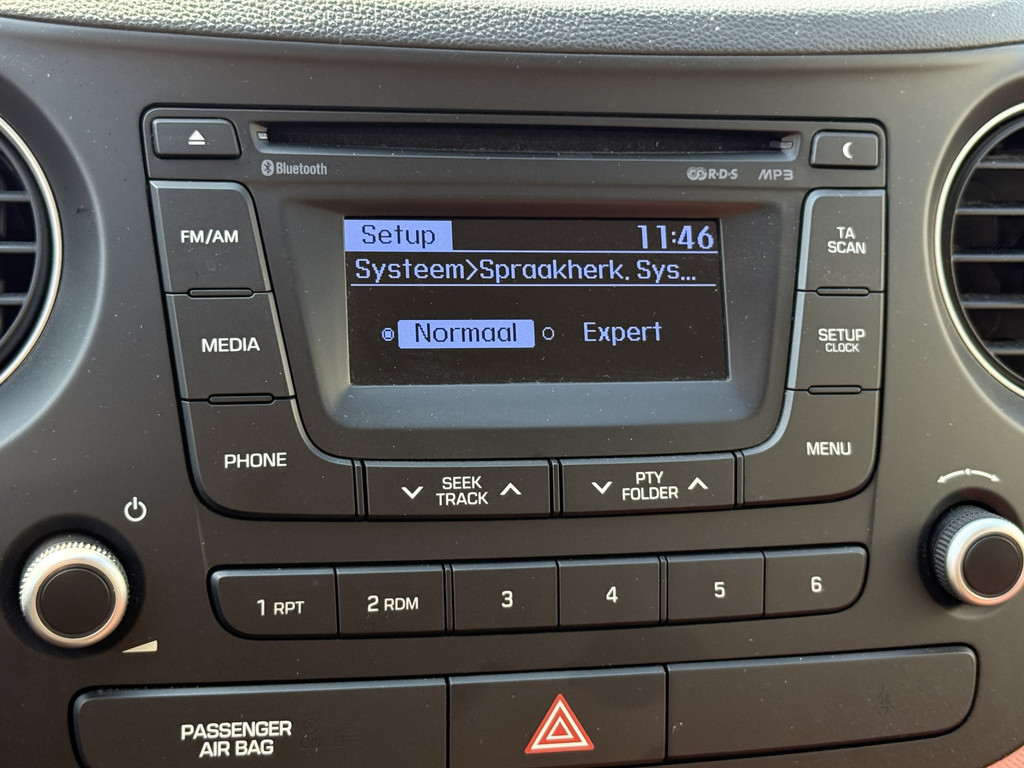 Bluetooth
R·D·S MP3
FM/AM
MEDIA
PHONE
Setup 11:46
Systeem>Spraakherk. Sys...
Normaal Expert
TA
SCAN
SETUP
CLOCK
MENU
SEEK
TRACK
PTY
FOLDER
1 RPT 2 RDM 3 4 5 6
PASSENGER
AIR BAG